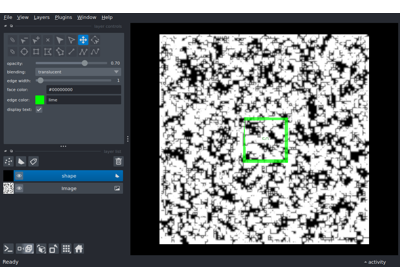 File View Layers Plugins Window Help
opacity: 0.70
blending: translucent
edge width: 1
face color: #00000000
edge color: lime
display text: ✓
shape
Image
Ready
activity